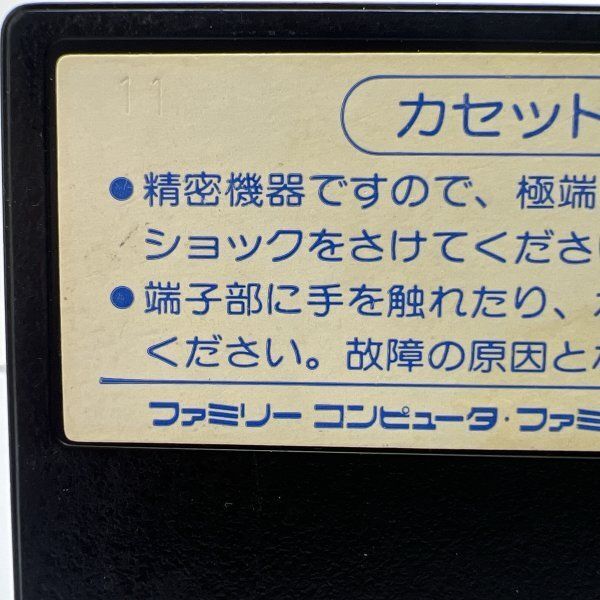 11
カセット
●精密機器ですので、極端
ショックをさけてくださ
●端子部に手を触れたり、
ください。故障の原因と
ファミリー コンピュータ・ファミ